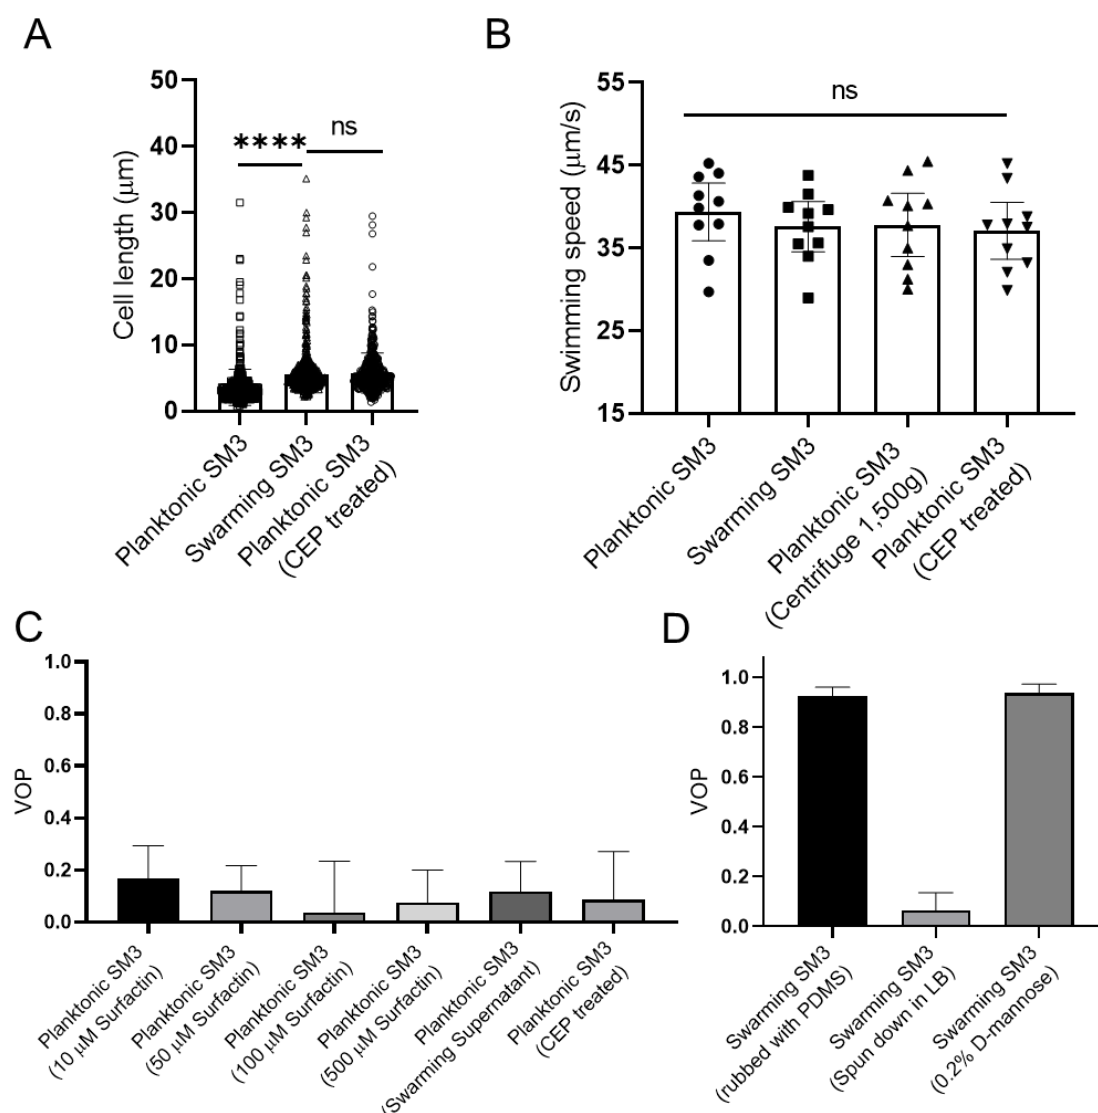 A
50
40
30
20
10
0
Cell length (μm)
****
ns
Planktonic SM3
Swarming SM3
Planktonic SM3
(CEP treated)
B
55
45
35
25
15
Swimming speed (μm/s)
ns
Planktonic SM3
Swarming SM3
Planktonic SM3
(Centrifuge 1,500g)
Planktonic SM3
(CEP treated)
C
1.0
0.8
0.6
0.4
0.2
0.0
VOP
Planktonic SM3
(10 μM Surfactin)
Planktonic SM3
(50 μM Surfactin)
Planktonic SM3
(100 μM Surfactin)
Planktonic SM3
(500 μM Surfactin)
Planktonic SM3
(Swarming Supernatant)
Planktonic SM3
(CEP treated)
D
1.0
0.8
0.6
0.4
0.2
0.0
VOP
Swarming SM3
(rubbed with PDMS)
Swarming SM3
(Spun down in LB)
Swarming SM3
(0.2% D-mannose)